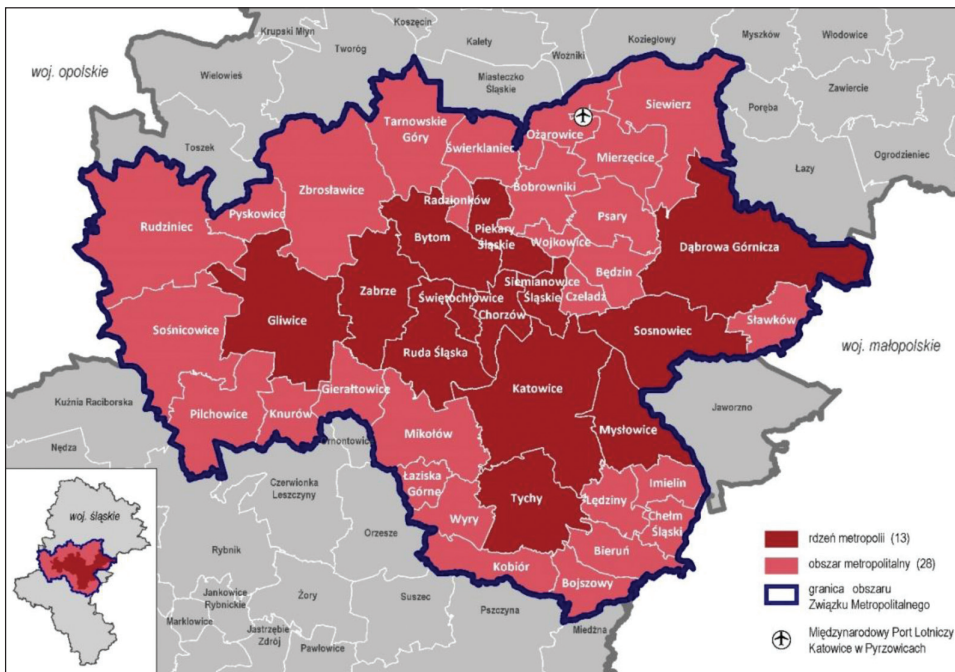 woj. opolskie
Krupski Młyn
Koszęcin
Woźniki
Koziegłowy
Myszków
Włodowice
Tworóg
Kalety
Wielowieś
Miasteczko
Śląskie
Siewierz
Poręba
Zawiercie
Tarnowskie
Góry
Ożarowice
Toszek
Świerklaniec
Mierzęcice
Łazy
Ogrodzieniec
Zbrosławice
Bobrowniki
Pyskowice
Radzionków
Psary
Rudziniec
Piekary
Śląskie
Bytom
Wojkowice
Dąbrowa Górnicza
Będzin
Zabrze
Siemianowice
Śląskie
Świętochłowice
Czeladź
Gliwice
Chorzów
Sławków
Sośnicowice
Sosnowiec
woj. małopolskie
Ruda Śląska
Gierałtowice
Katowice
Kuźnia Raciborska
Pilchowice
Knurów
Jaworzno
Mikołów
Mysłowice
Nędza
Ornontowice
Łaziska
Górne
Imielin
Czerwionka
Leszczyny
Tychy
Lędziny
woj. śląskie
Chełm
Śląski
Wyry
Orzesze
Bieruń
Rybnik
Kobiór
Bojszowy
Jankowice
Rybnickie
Żory
Suszec
Pszczyna
Marklowice
Miedźna
Jastrzębie
Zdrój
Pawłowice
rdzeń metropolii (13)
obszar metropolitalny (28)
granica obszaru
Związku Metropolitalnego
Międzynarodowy Port Lotniczy
Katowice w Pyrzowicach